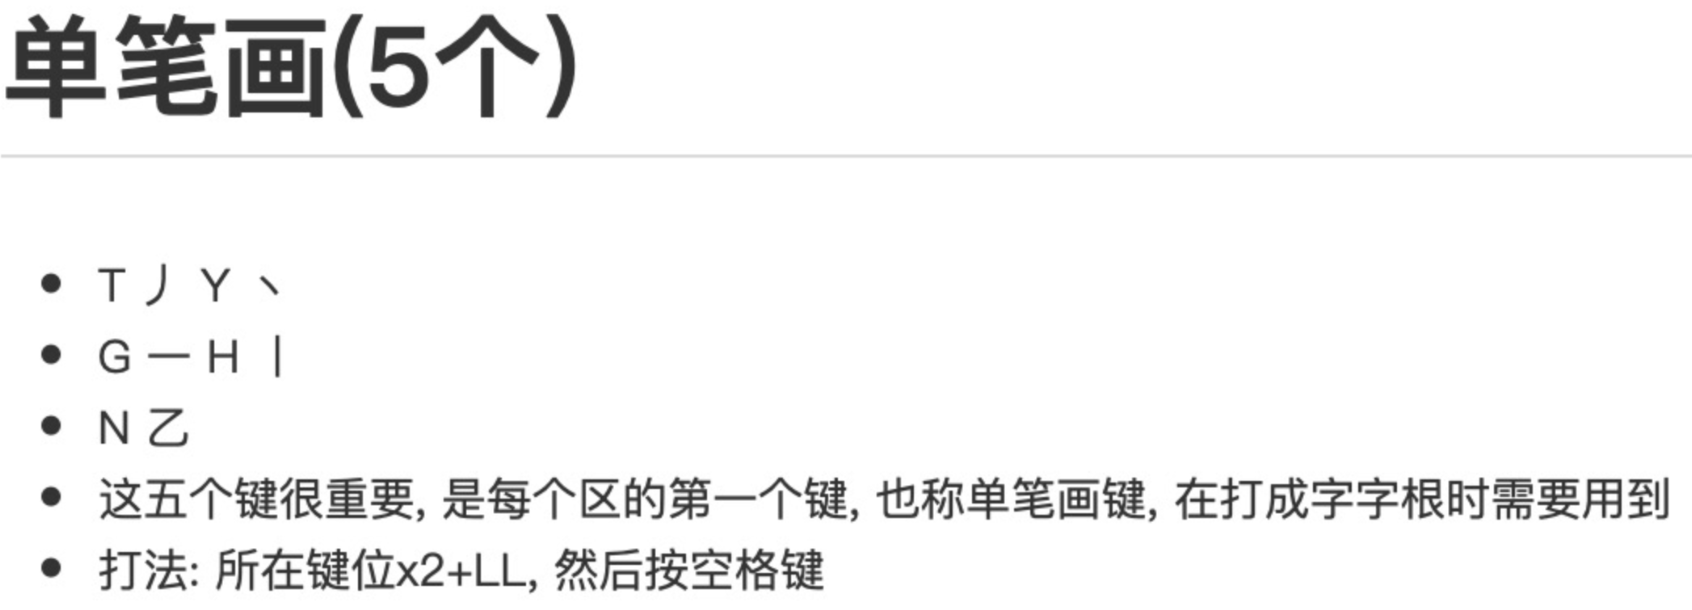 单笔画(5个)
T 丿 Y 丶
G 一 H 丨
N 乙
这五个键很重要, 是每个区的第一个键, 也称单笔画键, 在打成字字根时需要用到
打法: 所在键位x2+LL, 然后按空格键